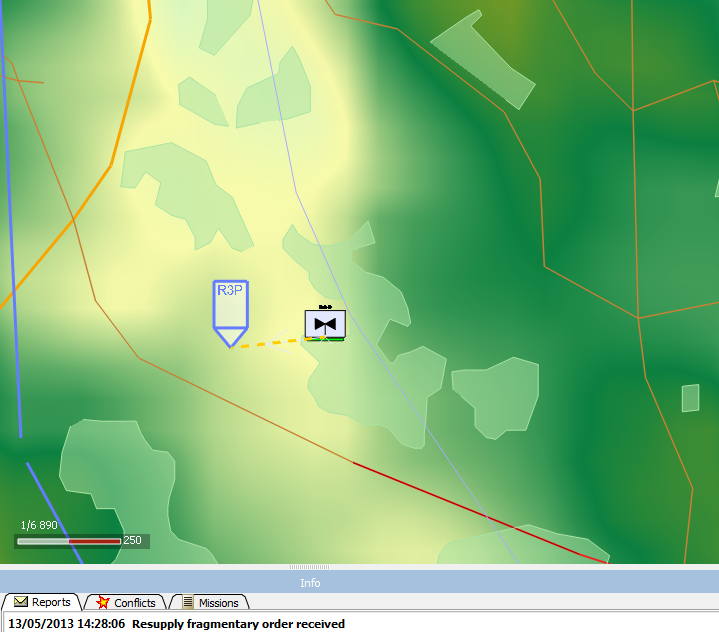 R3P
1/6 890
250
Info
Reports
Conflicts
Missions
13/05/2013 14:28:06 Resupply fragmentary order received